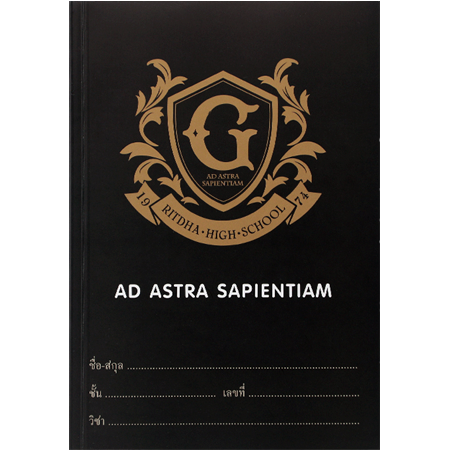 G
AD ASTRA
SAPIENTIAM
19 RITDHA • HIGH • SCHOOL 74
AD ASTRA SAPIENTIAM
ชื่อ-สกุล ................................................................
ชั้น ............................ เลขที่ ............................
วิชา ................................................................